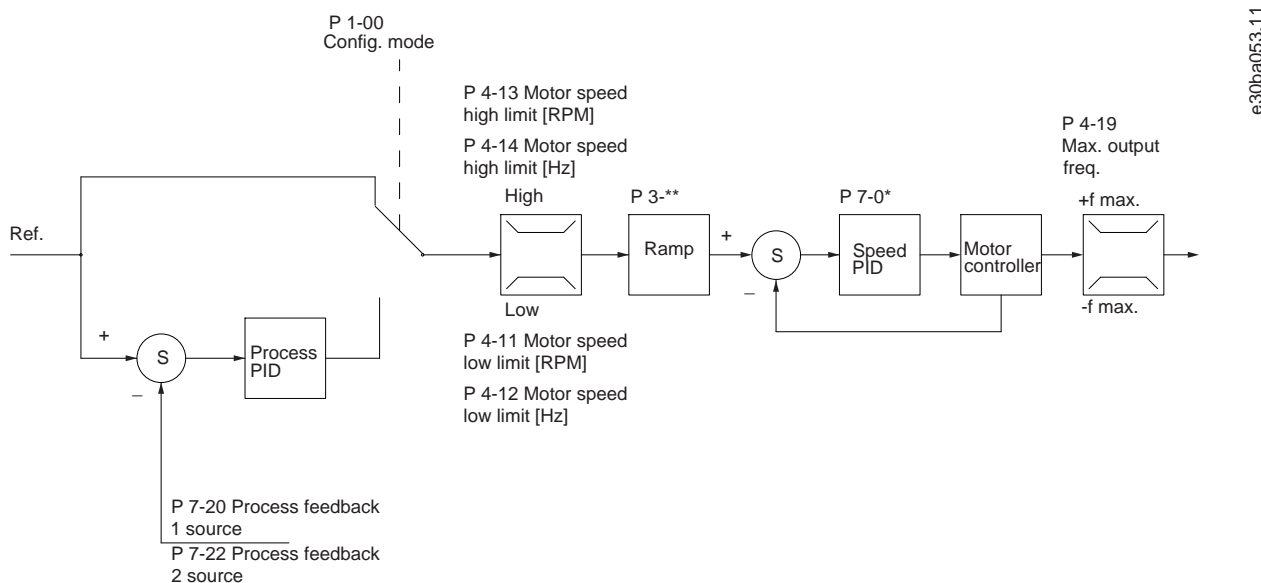 P 1-00
Config. mode
e30ba053.11
P 4-13 Motor speed
high limit [RPM]
P 4-14 Motor speed
high limit [Hz]
P 4-19
Max. output
freq.
High
P 3-**
P 7-0*
+f max.
Ref.
+
S
Ramp
Speed
PID
Motor
controller
–
Low
-f max.
+
S
Process
PID
–
P 4-11 Motor speed
low limit [RPM]
P 4-12 Motor speed
low limit [Hz]
P 7-20 Process feedback
1 source
P 7-22 Process feedback
2 source